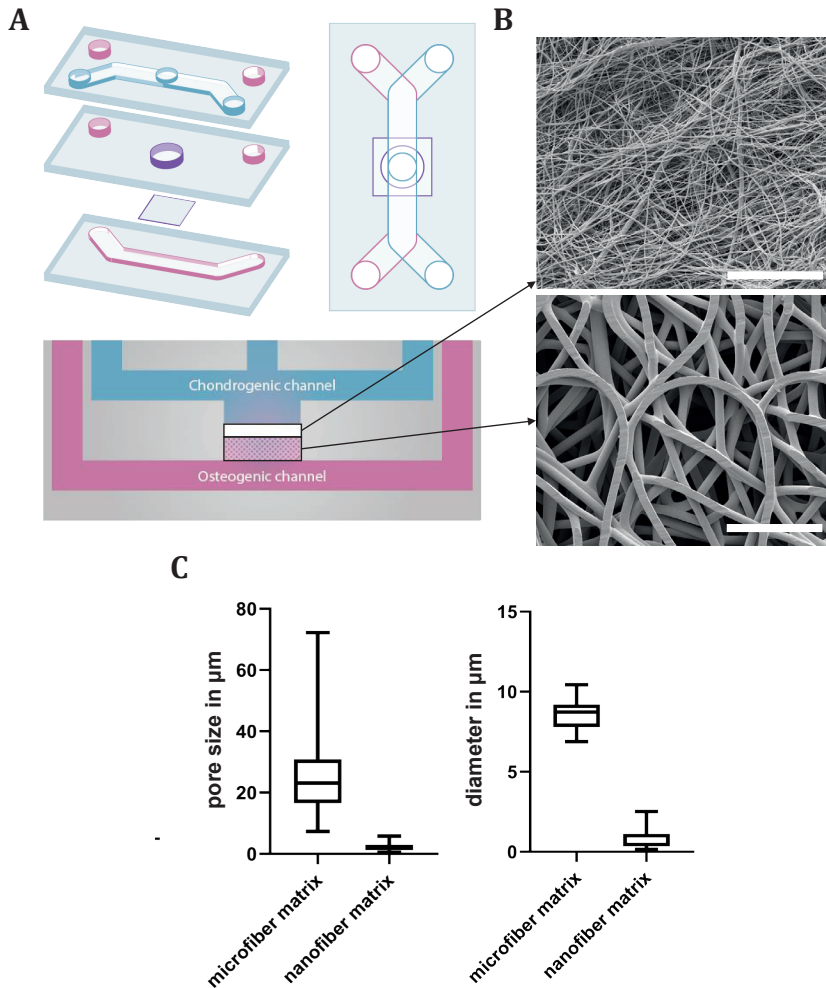 A
B
Chondrogenic channel
Osteogenic channel
C
pore size in µm
80
60
40
20
0
microfiber matrix
nanofiber matrix
diameter in µm
15
10
5
0
microfiber matrix
nanofiber matrix
-